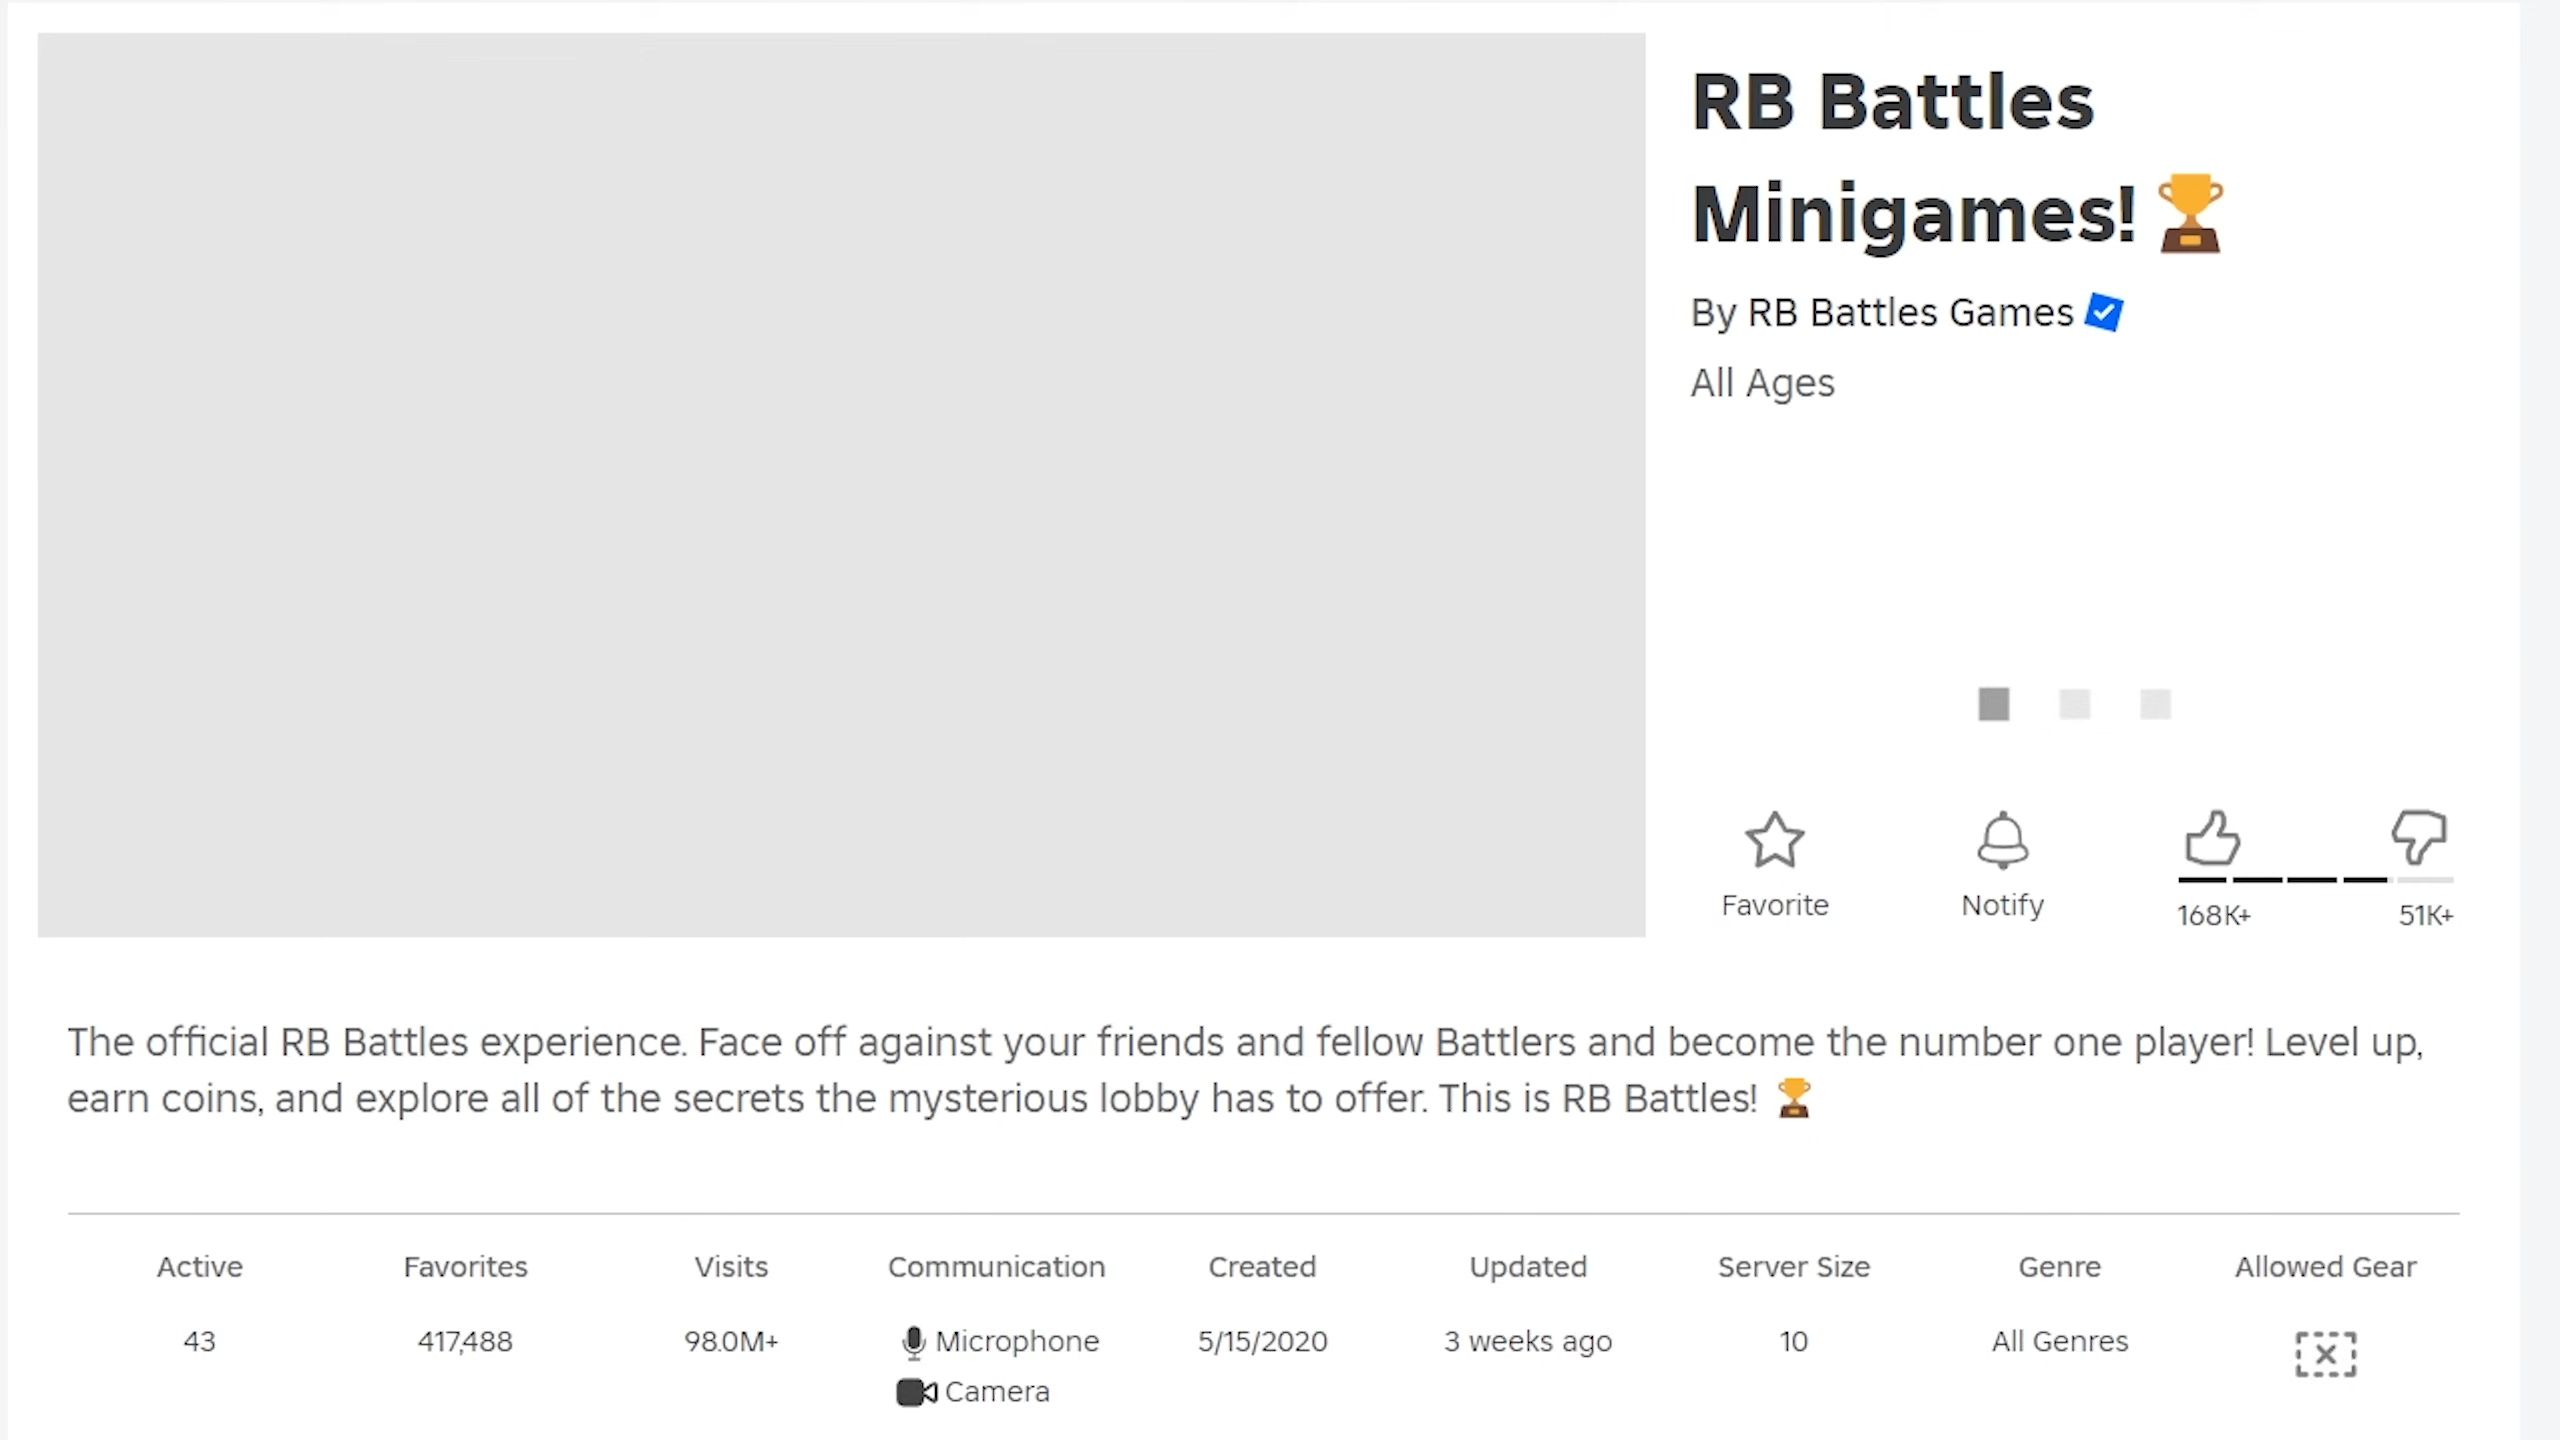 RB Battles
Minigames! 🏆
By RB Battles Games
All Ages
Favorite
Notify
168K+
51K+
The official RB Battles experience. Face off against your friends and fellow Battlers and become the number one player! Level up,
earn coins, and explore all of the secrets the mysterious lobby has to offer. This is RB Battles! 🏆
Active Favorites Visits Communication Created Updated Server Size Genre Allowed Gear
43 417,488 98.0M+ Microphone 5/15/2020 3 weeks ago 10 All Genres
Camera